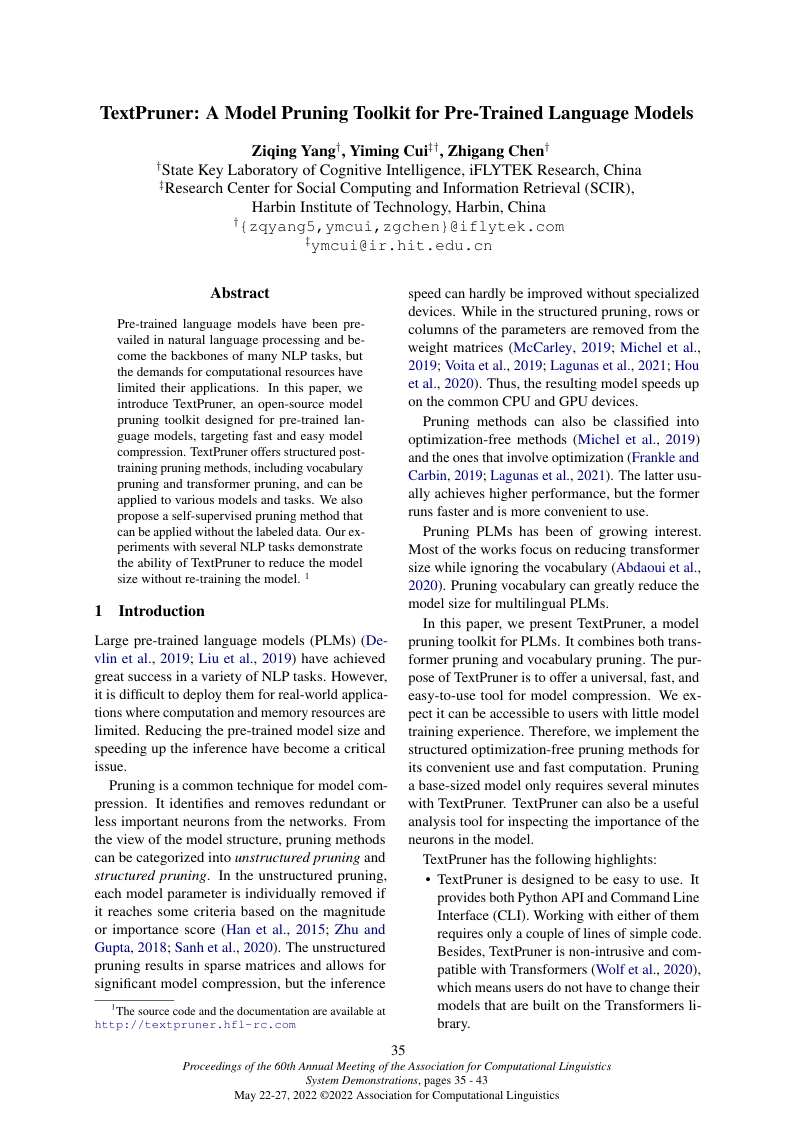 TextPruner: A Model Pruning Toolkit for Pre-Trained Language Models
Ziqing Yang†, Yiming Cui‡†, Zhigang Chen†
†State Key Laboratory of Cognitive Intelligence, iFLYTEK Research, China
‡Research Center for Social Computing and Information Retrieval (SCIR),
Harbin Institute of Technology, Harbin, China
†{zqyang5,ymcui,zgchen}@iflytek.com
‡ymcui@ir.hit.edu.cn
Abstract
Pre-trained language models have been pre-
vailed in natural language processing and be-
come the backbones of many NLP tasks, but
the demands for computational resources have
limited their applications. In this paper, we
introduce TextPruner, an open-source model
pruning toolkit designed for pre-trained lan-
guage models, targeting fast and easy model
compression. TextPruner offers structured post-
training pruning methods, including vocabulary
pruning and transformer pruning, and can be
applied to various models and tasks. We also
propose a self-supervised pruning method that
can be applied without the labeled data. Our ex-
periments with several NLP tasks demonstrate
the ability of TextPruner to reduce the model
size without re-training the model. 1
1 Introduction
Large pre-trained language models (PLMs) (De-
vlin et al., 2019; Liu et al., 2019) have achieved
great success in a variety of NLP tasks. However,
it is difficult to deploy them for real-world applica-
tions where computation and memory resources are
limited. Reducing the pre-trained model size and
speeding up the inference have become a critical
issue.
Pruning is a common technique for model com-
pression. It identifies and removes redundant or
less important neurons from the networks. From
the view of the model structure, pruning methods
can be categorized into unstructured pruning and
structured pruning. In the unstructured pruning,
each model parameter is individually removed if
it reaches some criteria based on the magnitude
or importance score (Han et al., 2015; Zhu and
Gupta, 2018; Sanh et al., 2020). The unstructured
pruning results in sparse matrices and allows for
significant model compression, but the inference
1The source code and the documentation are available at
http://textpruner.hfl-rc.com
speed can hardly be improved without specialized
devices. While in the structured pruning, rows or
columns of the parameters are removed from the
weight matrices (McCarley, 2019; Michel et al.,
2019; Voita et al., 2019; Lagunas et al., 2021; Hou
et al., 2020). Thus, the resulting model speeds up
on the common CPU and GPU devices.
Pruning methods can also be classified into
optimization-free methods (Michel et al., 2019)
and the ones that involve optimization (Frankle and
Carbin, 2019; Lagunas et al., 2021). The latter usu-
ally achieves higher performance, but the former
runs faster and is more convenient to use.
Pruning PLMs has been of growing interest.
Most of the works focus on reducing transformer
size while ignoring the vocabulary (Abdaoui et al.,
2020). Pruning vocabulary can greatly reduce the
model size for multilingual PLMs.
In this paper, we present TextPruner, a model
pruning toolkit for PLMs. It combines both trans-
former pruning and vocabulary pruning. The pur-
pose of TextPruner is to offer a universal, fast, and
easy-to-use tool for model compression. We ex-
pect it can be accessible to users with little model
training experience. Therefore, we implement the
structured optimization-free pruning methods for
its convenient use and fast computation. Pruning
a base-sized model only requires several minutes
with TextPruner. TextPruner can also be a useful
analysis tool for inspecting the importance of the
neurons in the model.
TextPruner has the following highlights:
• TextPruner is designed to be easy to use. It
provides both Python API and Command Line
Interface (CLI). Working with either of them
requires only a couple of lines of simple code.
Besides, TextPruner is non-intrusive and com-
patible with Transformers (Wolf et al., 2020),
which means users do not have to change their
models that are built on the Transformers li-
brary.
35
Proceedings of the 60th Annual Meeting of the Association for Computational Linguistics
System Demonstrations, pages 35 - 43
May 22-27, 2022 ©2022 Association for Computational Linguistics